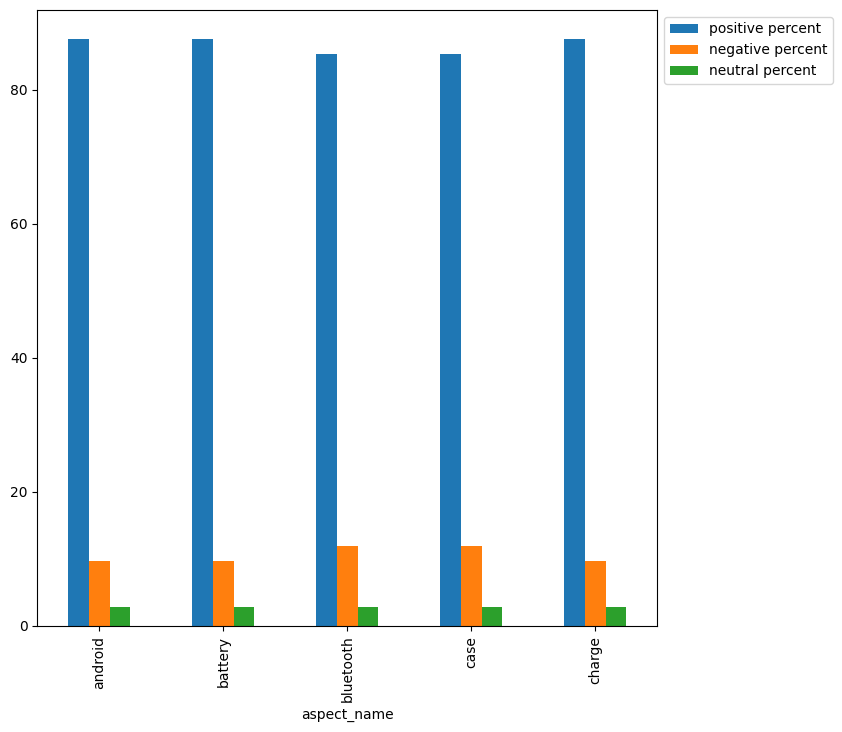 positive percent
negative percent
neutral percent
80
60
40
20
0
android
battery
bluetooth
case
charge
aspect_name